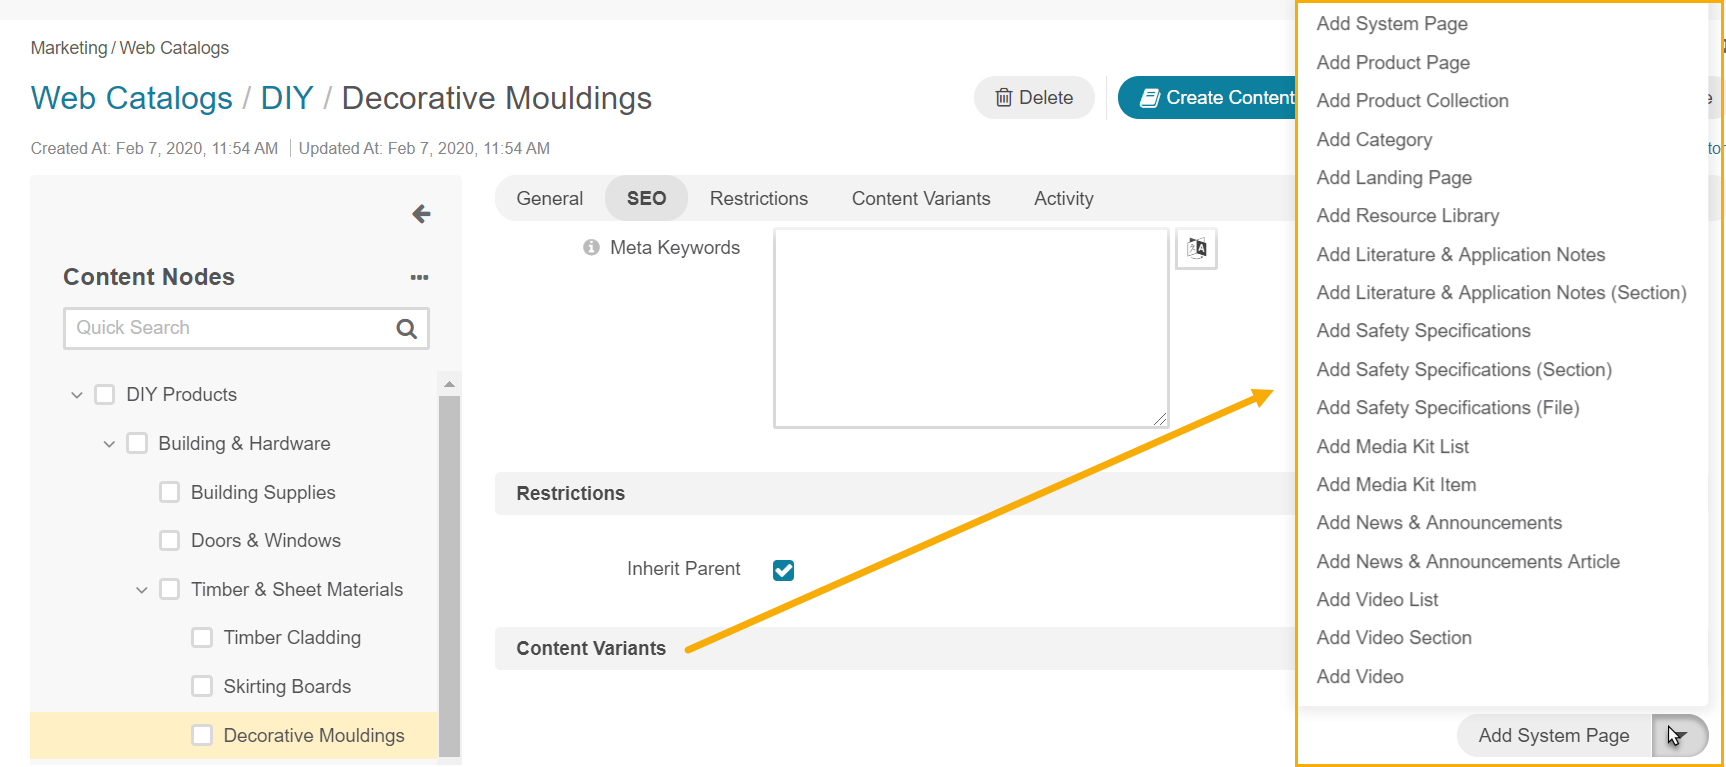 Marketing / Web Catalogs
Web Catalogs / DIY / Decorative Mouldings
Delete
Create Content
Created At: Feb 7, 2020, 11:54 AM
Updated At: Feb 7, 2020, 11:54 AM
Content Nodes
Quick Search
DIY Products
Building & Hardware
Building Supplies
Doors & Windows
Timber & Sheet Materials
Timber Cladding
Skirting Boards
Decorative Mouldings
General
SEO
Restrictions
Content Variants
Activity
Meta Keywords
Restrictions
Inherit Parent
Content Variants
Add System Page
Add Product Page
Add Product Collection
Add Category
Add Landing Page
Add Resource Library
Add Literature & Application Notes
Add Literature & Application Notes (Section)
Add Safety Specifications
Add Safety Specifications (Section)
Add Safety Specifications (File)
Add Media Kit List
Add Media Kit Item
Add News & Announcements
Add News & Announcements Article
Add Video List
Add Video Section
Add Video
Add System Page